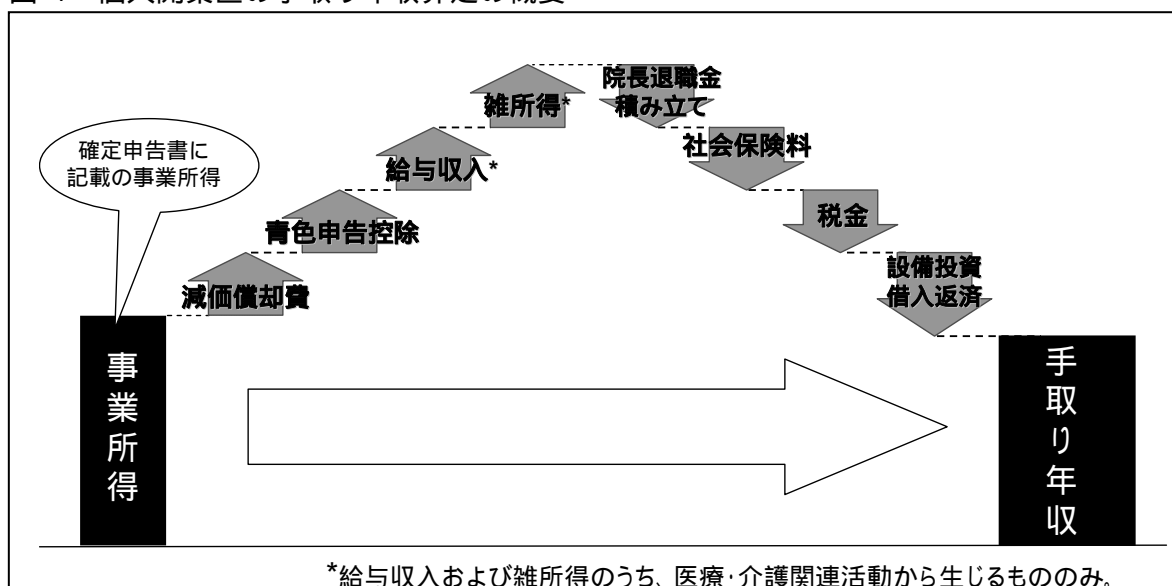 確定申告書に
記載の事業所得
事業所得
減価償却費
青色申告控除
給与収入*
雑所得*
院長退職金
積み立て
社会保険料
税金
設備投資
借入返済
手取り年収
*給与収入および雑所得のうち、医療・介護関連活動から生じるもののみ。